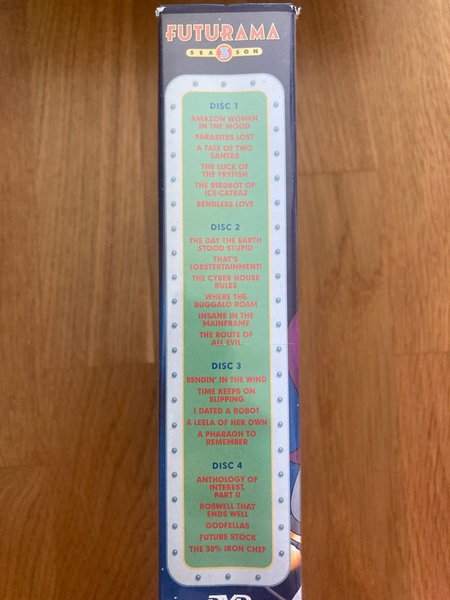 FUTURAMA
SEA 3 SON
DISC 1
AMAZON WOMEN
IN THE MOOD
PARASITES LOST
A TALE OF TWO
SANTAS
THE LUCK OF
THE FRYRISH
THE BIRDBOT OF
ICE-CATRAZ
BENDLESS LOVE
DISC 2
THE DAY THE EARTH
STOOD STUPID
THAT'S
LOBSTERTAINMENT!
THE CYBER HOUSE
RULES
WHERE THE
BUGGALO ROAM
INSANE IN THE
MAINFRAME
THE ROUTE OF
ALL EVIL
DISC 3
BENDIN' IN THE WIND
TIME KEEPS ON
SLIPPING
I DATED A ROBOT
A LEELA OF HER OWN
A PHARAOH TO
REMEMBER
DISC 4
ANTHOLOGY OF
INTEREST,
PART II
ROSWELL THAT
ENDS WELL
GODFELLAS
FUTURE STOCK
THE 30% IRON CHEF
DVD